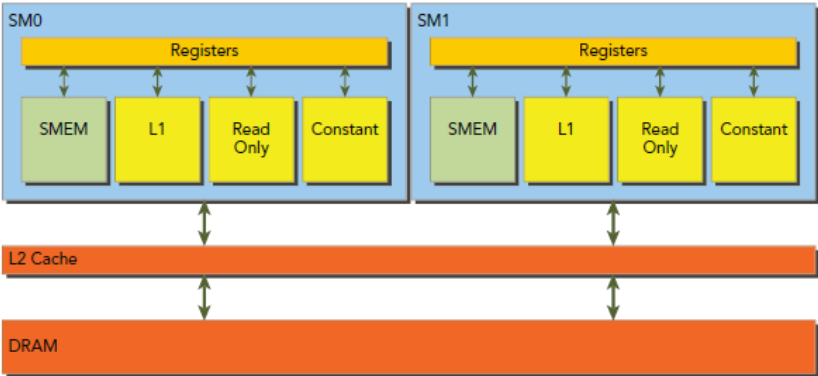 SM0
SM1
Registers
Registers
SMEM
L1
Read
Only
Constant
SMEM
L1
Read
Only
Constant
L2 Cache
DRAM